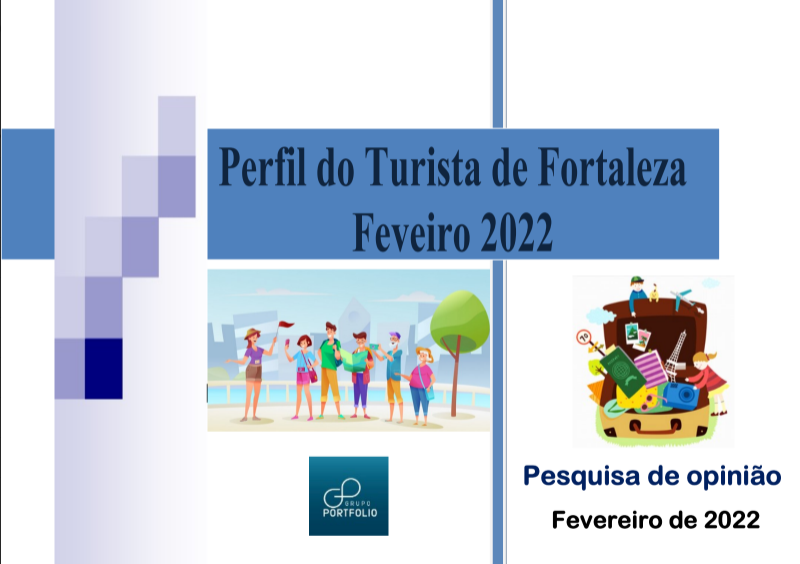 Perfil do Turista de Fortaleza
Feveiro 2022
GRUPO
PORTFOLIO
Pesquisa de opinião
Fevereiro de 2022